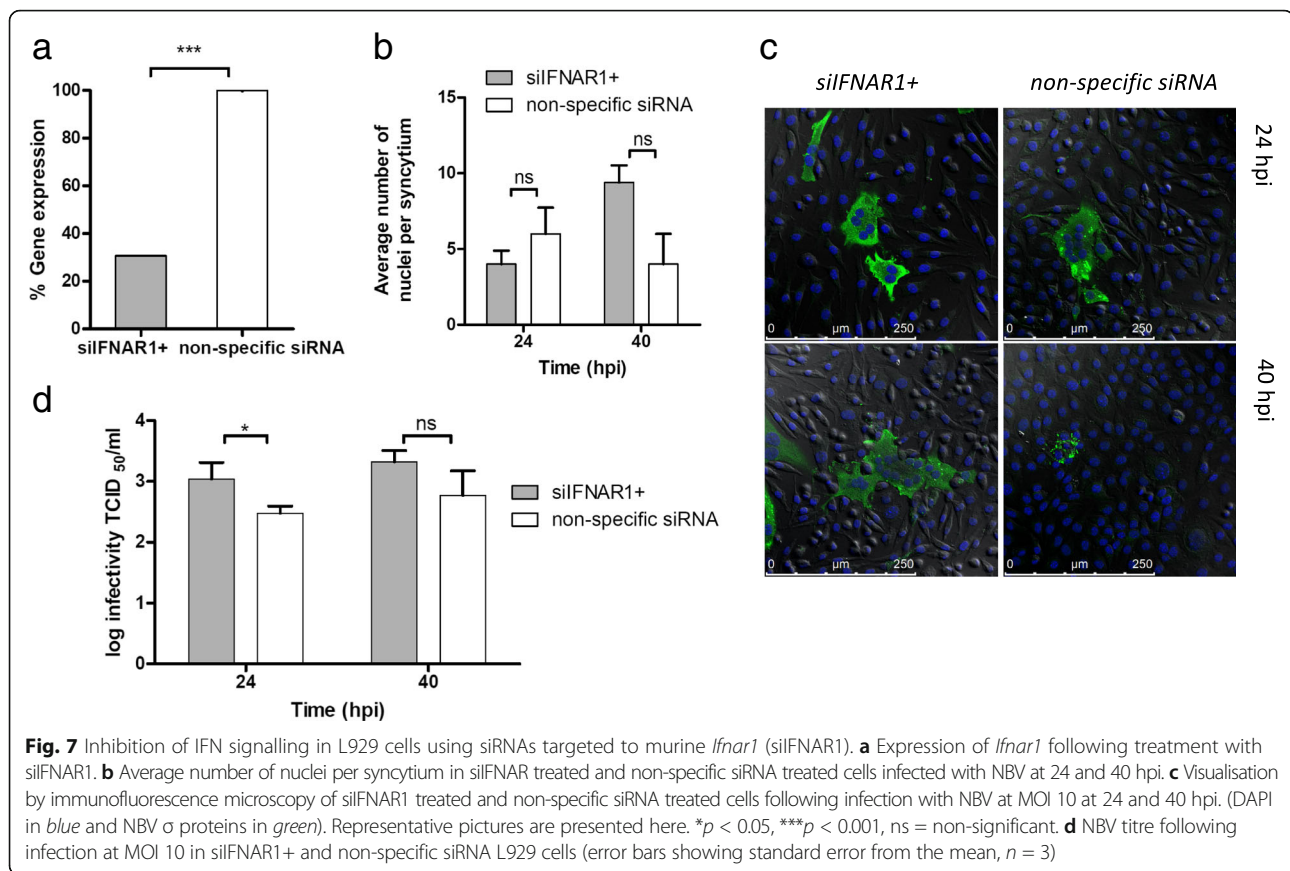 a
***
100
80
60
40
20
0
% Gene expression
siIFNAR1+ non-specific siRNA
b
siIFNAR1+
non-specific siRNA
15
10
5
0
ns
ns
Average number of
nuclei per syncytium
24 40
Time (hpi)
c
siIFNAR1+ non-specific siRNA
24 hpi
40 hpi
0 µm 250
0 µm 250
0 µm 250
0 µm 250
d
4
3
2
1
0
*
ns
log infectivity TCID 50/ml
24 40
Time (hpi)
siIFNAR1+
non-specific siRNA
Fig. 7 Inhibition of IFN signalling in L929 cells using siRNAs targeted to murine Ifnar1 (siIFNAR1). a Expression of Ifnar1 following treatment with
siIFNAR1. b Average number of nuclei per syncytium in siIFNAR treated and non-specific siRNA treated cells infected with NBV at 24 and 40 hpi. c Visualisation
by immunofluorescence microscopy of siIFNAR1 treated and non-specific siRNA treated cells following infection with NBV at MOI 10 at 24 and 40 hpi. (DAPI
in blue and NBV σ proteins in green). Representative pictures are presented here. *p < 0.05, ***p < 0.001, ns = non-significant. d NBV titre following
infection at MOI 10 in siIFNAR1+ and non-specific siRNA L929 cells (error bars showing standard error from the mean, n = 3)